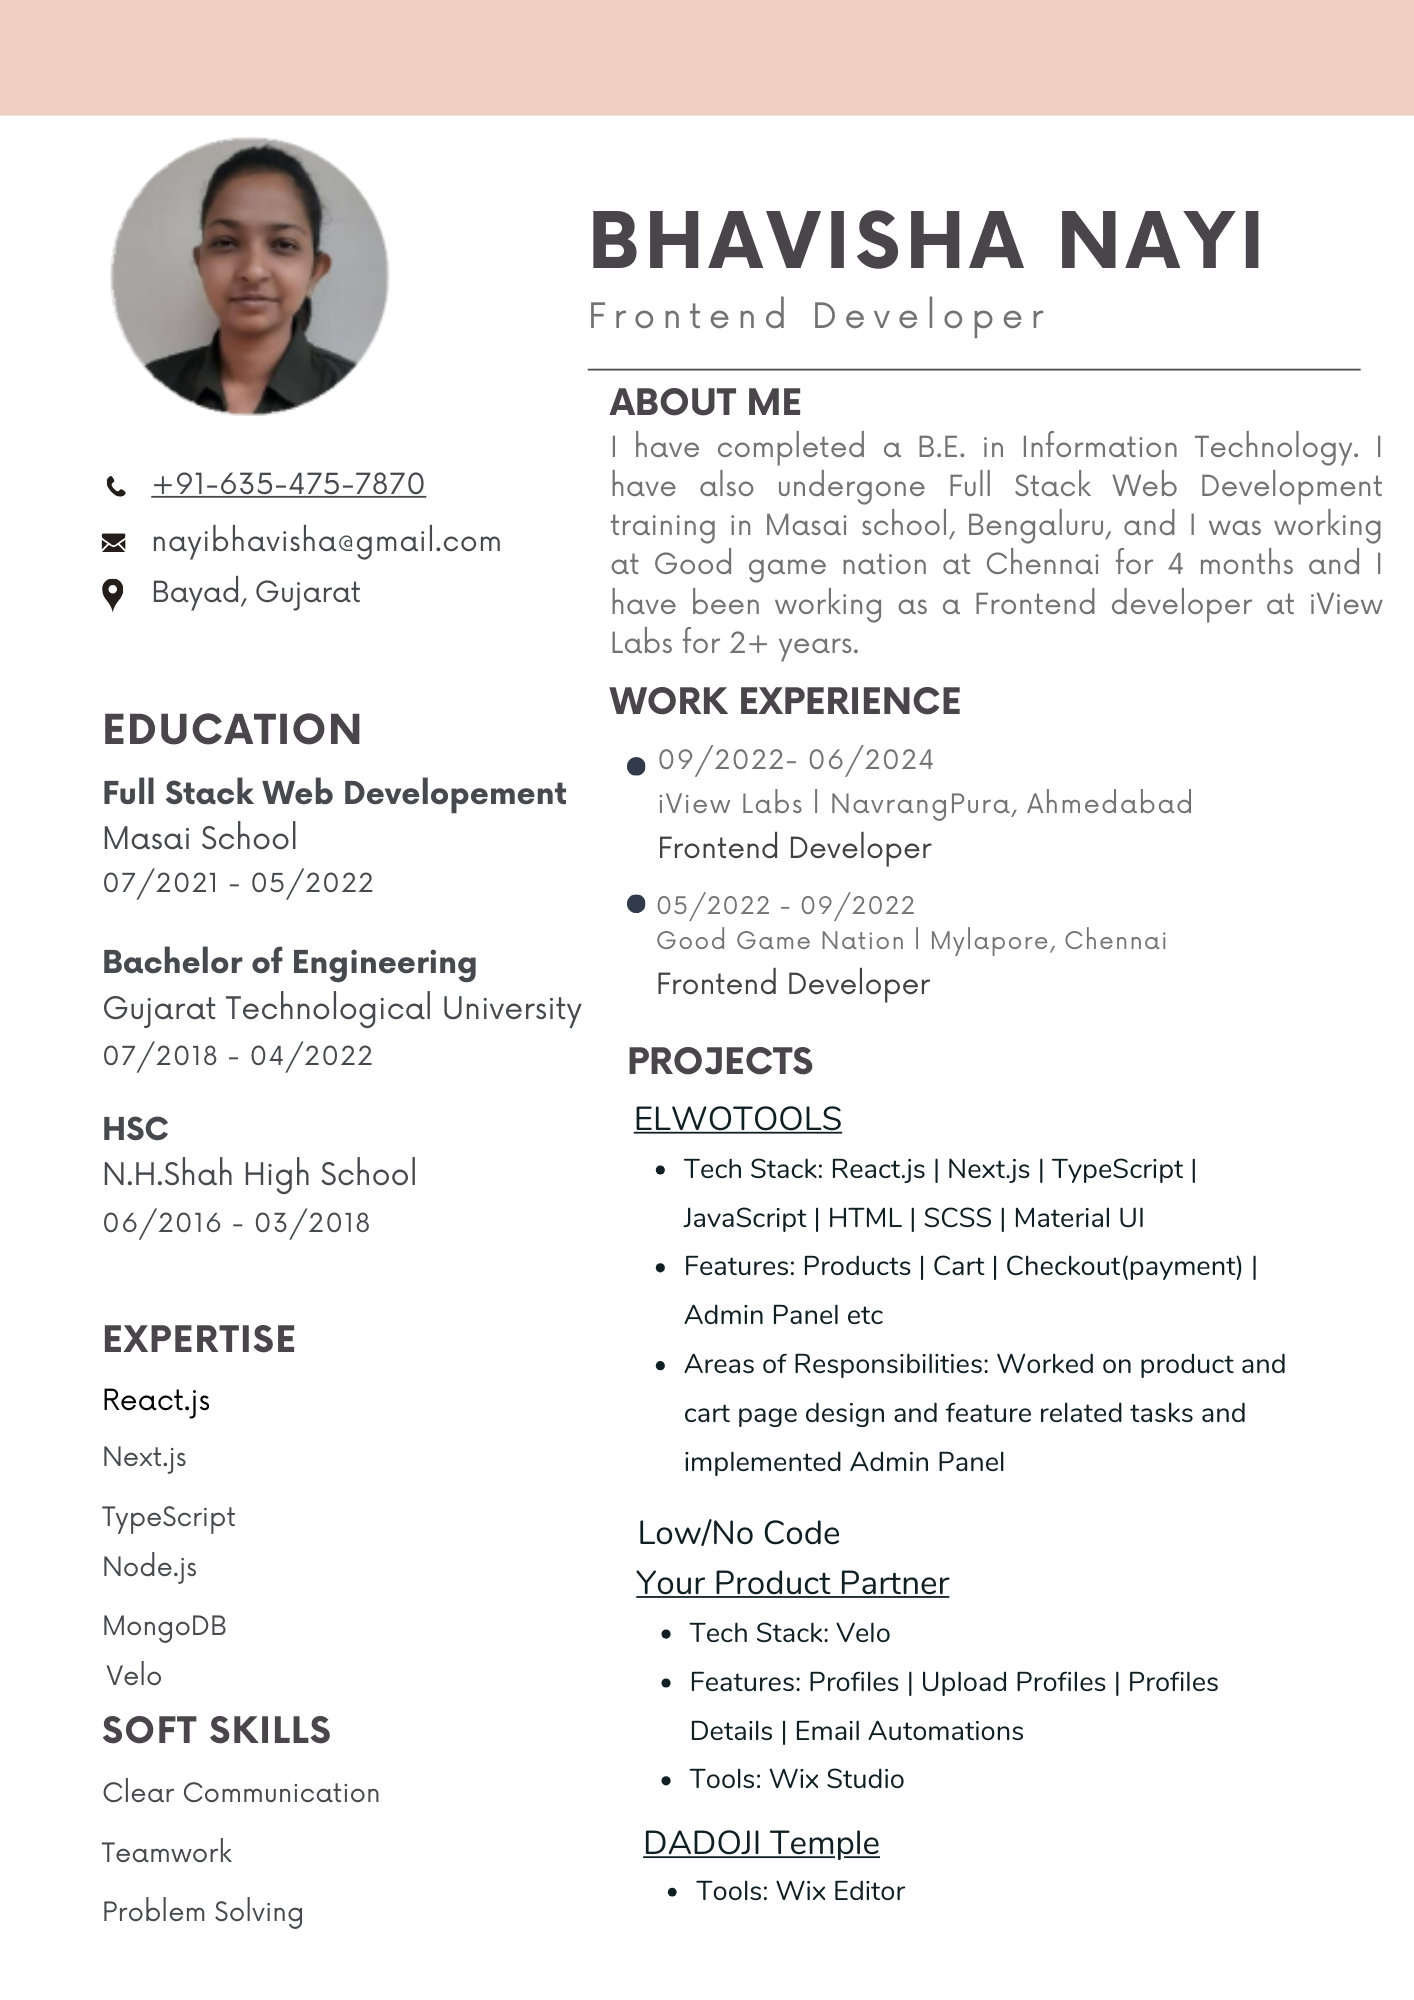 BHAVISHA NAYI
Frontend Developer
+91-635-475-7870
nayibhavisha@gmail.com
Bayad, Gujarat
EDUCATION
Full Stack Web Developement
Masai School
07/2021 - 05/2022
Bachelor of Engineering
Gujarat Technological University
07/2018 - 04/2022
HSC
N.H.Shah High School
06/2016 - 03/2018
EXPERTISE
React.js
Next.js
TypeScript
Node.js
MongoDB
Velo
SOFT SKILLS
Clear Communication
Teamwork
Problem Solving
ABOUT ME
I have completed a B.E. in Information Technology. I
have also undergone Full Stack Web Development
training in Masai school, Bengaluru, and I was working
at Good game nation at Chennai for 4 months and I
have been working as a Frontend developer at iView
Labs for 2+ years.
WORK EXPERIENCE
09/2022- 06/2024
iView Labs | NavrangPura, Ahmedabad
Frontend Developer
05/2022 - 09/2022
Good Game Nation | Mylapore, Chennai
Frontend Developer
PROJECTS
ELWOTOOLS
• Tech Stack: React.js | Next.js | TypeScript |
JavaScript | HTML | SCSS | Material UI
• Features: Products | Cart | Checkout(payment) |
Admin Panel etc
• Areas of Responsibilities: Worked on product and
cart page design and feature related tasks and
implemented Admin Panel
Low/No Code
Your Product Partner
• Tech Stack: Velo
• Features: Profiles | Upload Profiles | Profiles
Details | Email Automations
• Tools: Wix Studio
DADOJI Temple
• Tools: Wix Editor